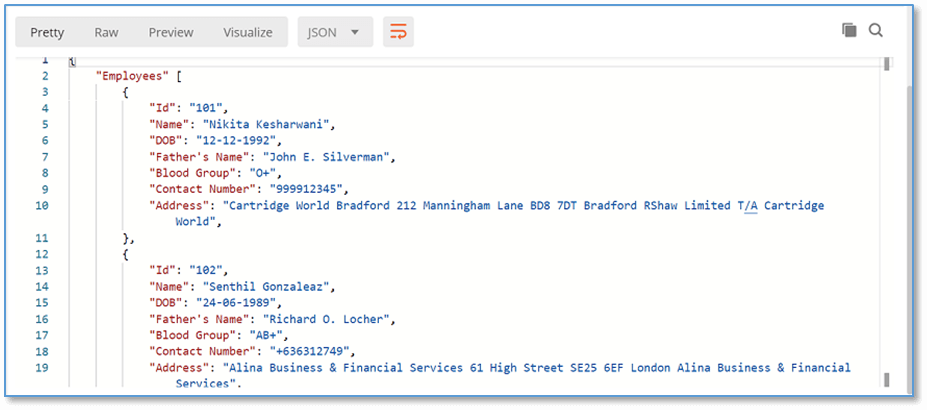 Pretty Raw Preview Visualize JSON
1 {
2 "Employees" [
3 {
4 "Id": "101",
5 "Name": "Nikita Kesharwani",
6 "DOB": "12-12-1992",
7 "Father's Name": "John E. Silverman",
8 "Blood Group": "O+",
9 "Contact Number": "999912345",
10 "Address": "Cartridge World Bradford 212 Manningham Lane BD8 7DT Bradford RShaw Limited T/A Cartridge
World",
11 },
12 {
13 "Id": "102",
14 "Name": "Senthil Gonzaleaz",
15 "DOB": "24-06-1989",
16 "Father's Name": "Richard O. Locher",
17 "Blood Group": "AB+",
18 "Contact Number": "+636312749",
19 "Address": "Alina Business & Financial Services 61 High Street SE25 6EF London Alina Business & Financial
Services",